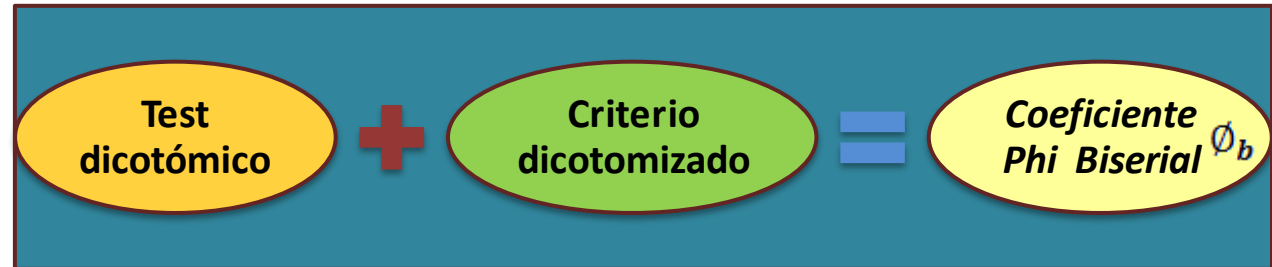 Test
dicotómico
Criterio
dicotomizado
Coeficiente
Phi Biserial ∅b